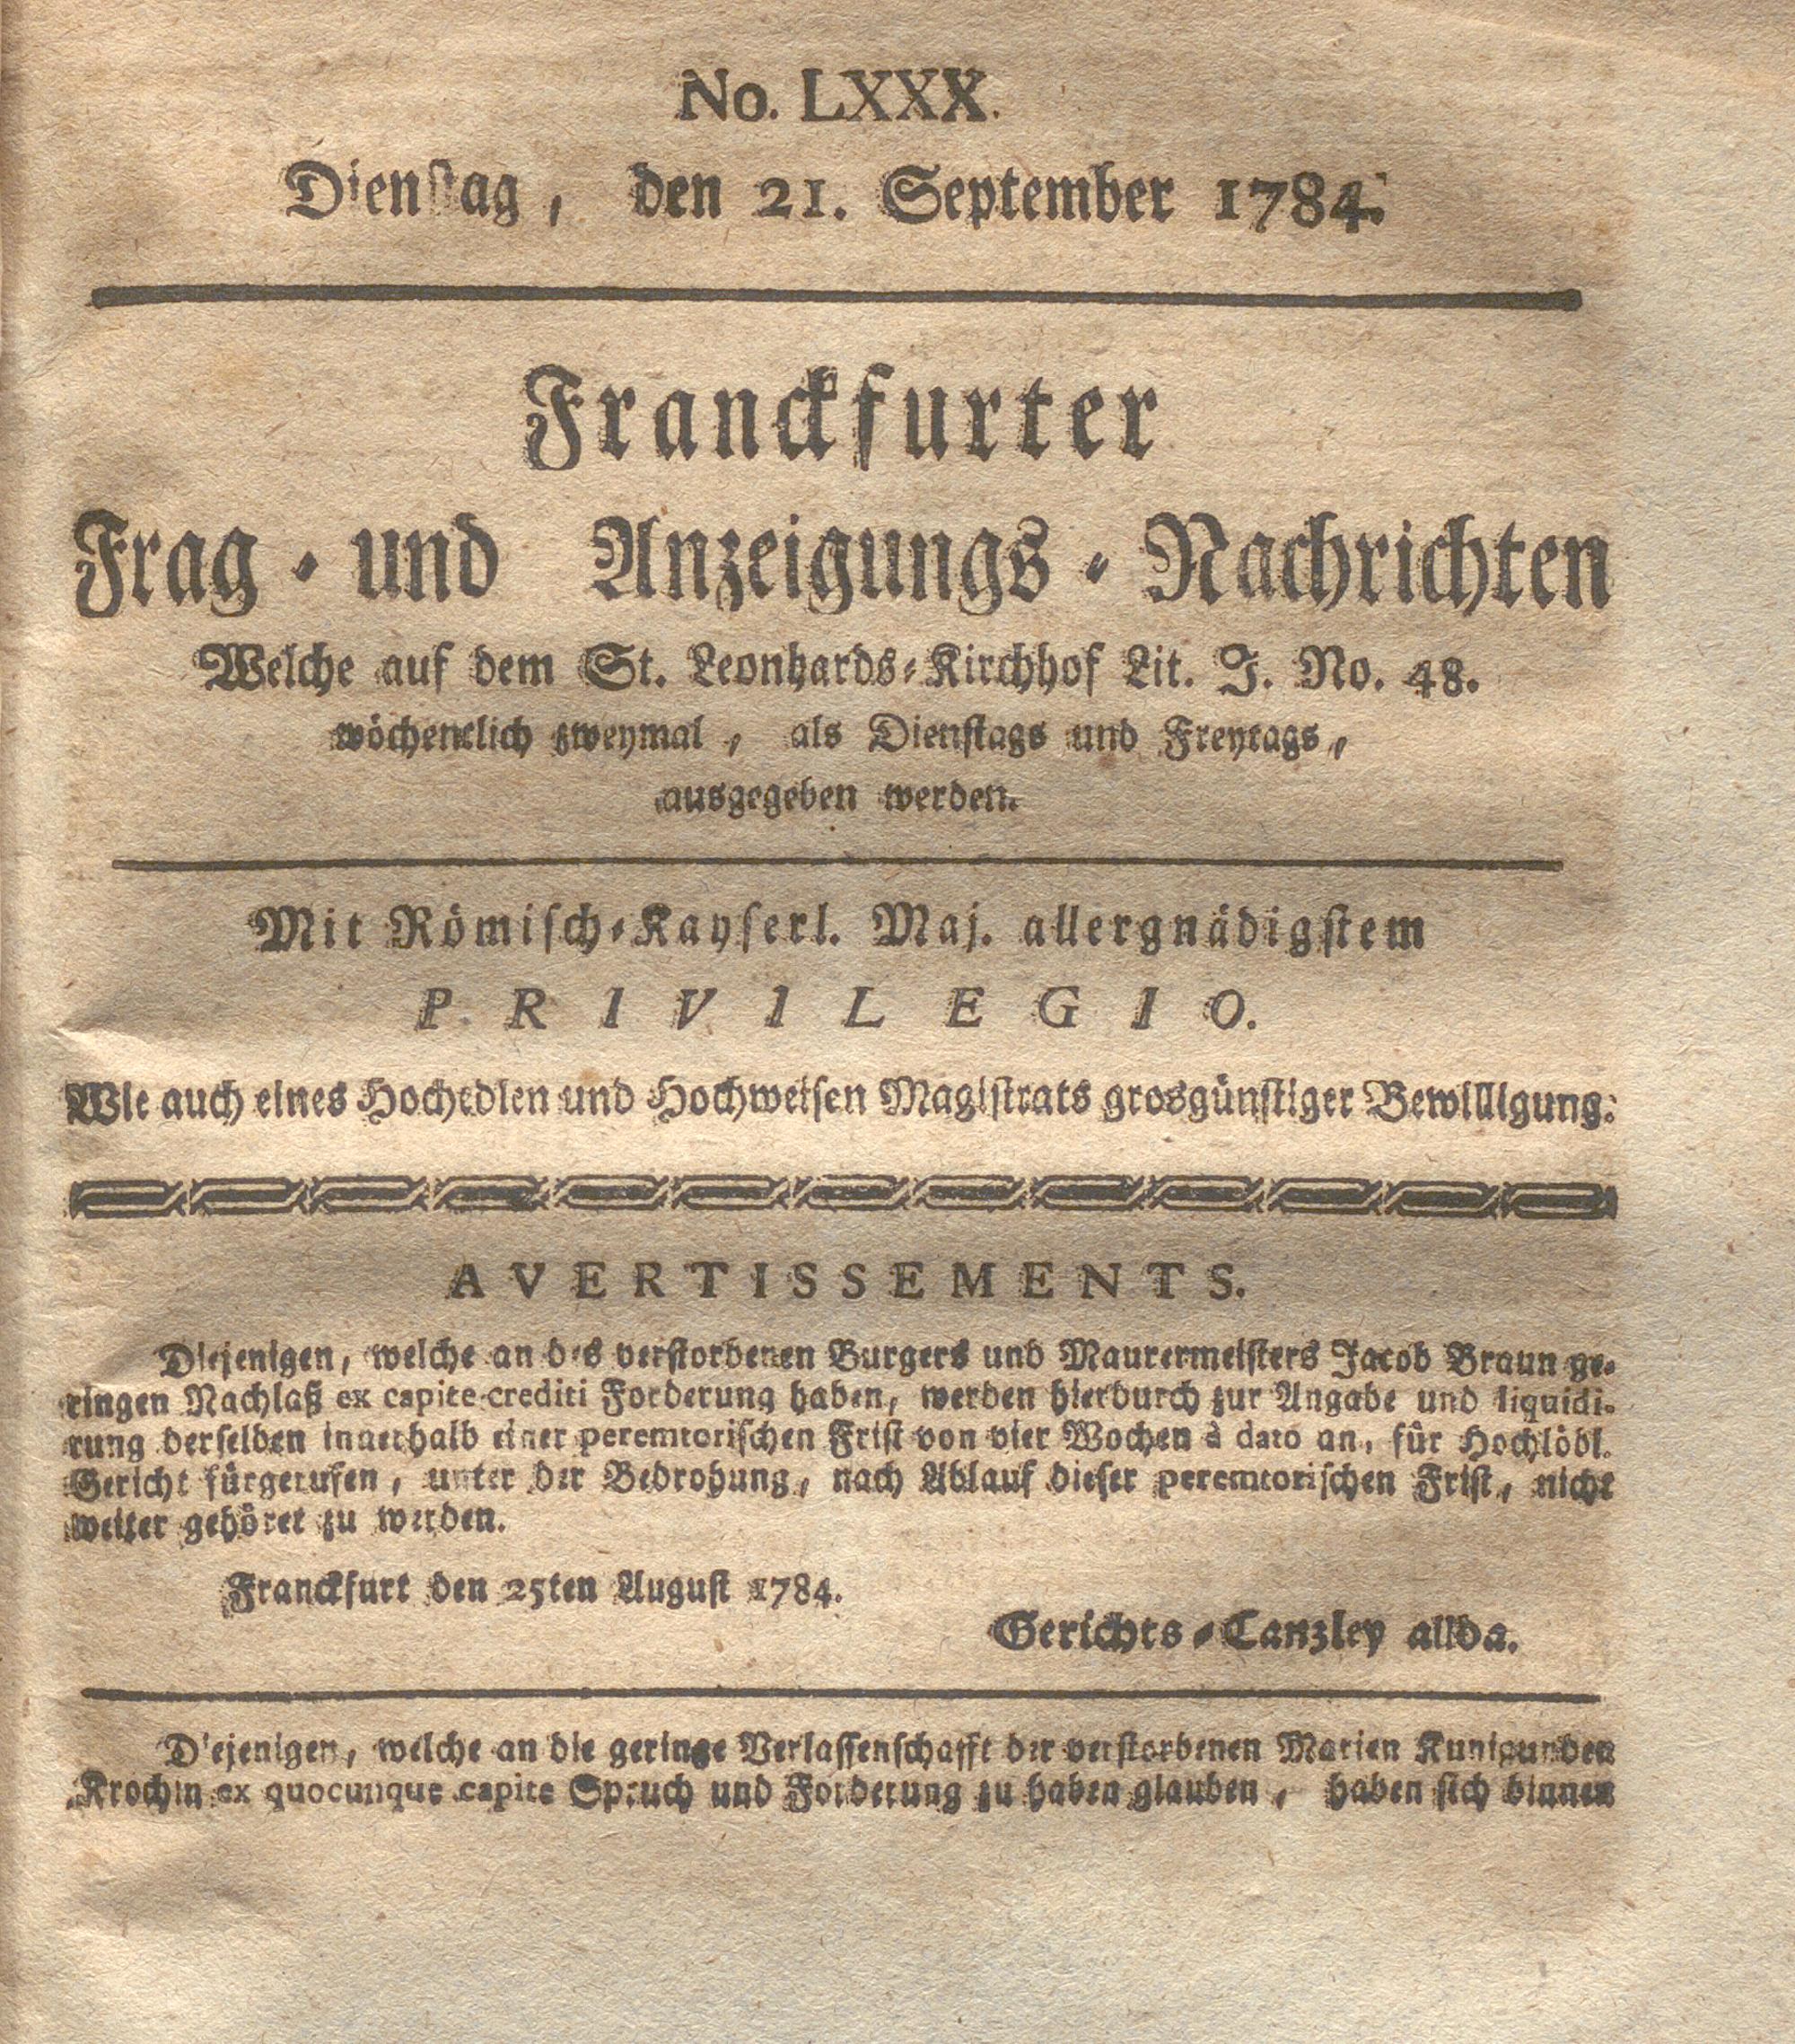 No. LXXX.
Dienstag, den 21. September 1784.
Franckfurter
Frag- und Anzeigungs-Nachrichten
Welche auf dem St. Leonhards-Kirchhof Lit. J. No. 48.
wöchentlich zweymal, als Dienstags und Freytags,
ausgegeben werden.
Mit Römisch-Kayserl. Maj. allergnädigstem
PRIVILEGIO.
Wie auch eines Hochedlen und Hochweisen Magistrats grosgünstiger Bewilligung.
AVERTISSEMENTS.
Diejenigen, welche an des verstorbenen Burgers und Maurermeisters Jacob Braun ge-
ringen Nachlaß ex capite crediti Forderung haben, werden hierdurch zur Angabe und liquidi-
rung derselben innerhalb einer peremtorischen Frist von vier Wochen à dato an, für Hochlöbl.
Gericht fürgerufen, unter der Bedrohung, nach Ablauf dieser peremtorischen Frist, nicht
weiter gehöret zu werden.
Franckfurt den 25ten August 1784.
Gerichts-Canzley allda.
Diejenigen, welche an die geringe Verlassenschafft der verstorbenen Marien Kunigunden
Krochin ex quocunque capite Spruch und Forderung zu haben glauben, haben sich binnen